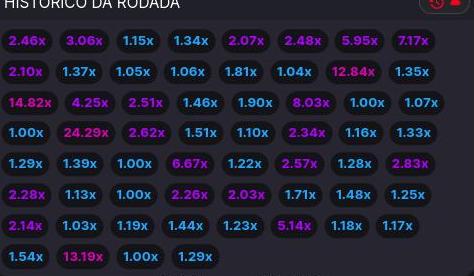 HISTÓRICO DA RODADA
2.46x 3.06x 1.15x 1.34x 2.07x 2.48x 5.95x 7.17x
2.10x 1.37x 1.05x 1.06x 1.81x 1.04x 12.84x 1.35x
14.82x 4.25x 2.51x 1.46x 1.90x 8.03x 1.00x 1.07x
1.00x 24.29x 2.62x 1.51x 1.10x 2.34x 1.16x 1.33x
1.29x 1.39x 1.00x 6.67x 1.22x 2.57x 1.28x 2.83x
2.28x 1.13x 1.00x 2.26x 2.03x 1.71x 1.48x 1.25x
2.14x 1.03x 1.19x 1.44x 1.23x 5.14x 1.18x 1.17x
1.54x 13.19x 1.00x 1.29x